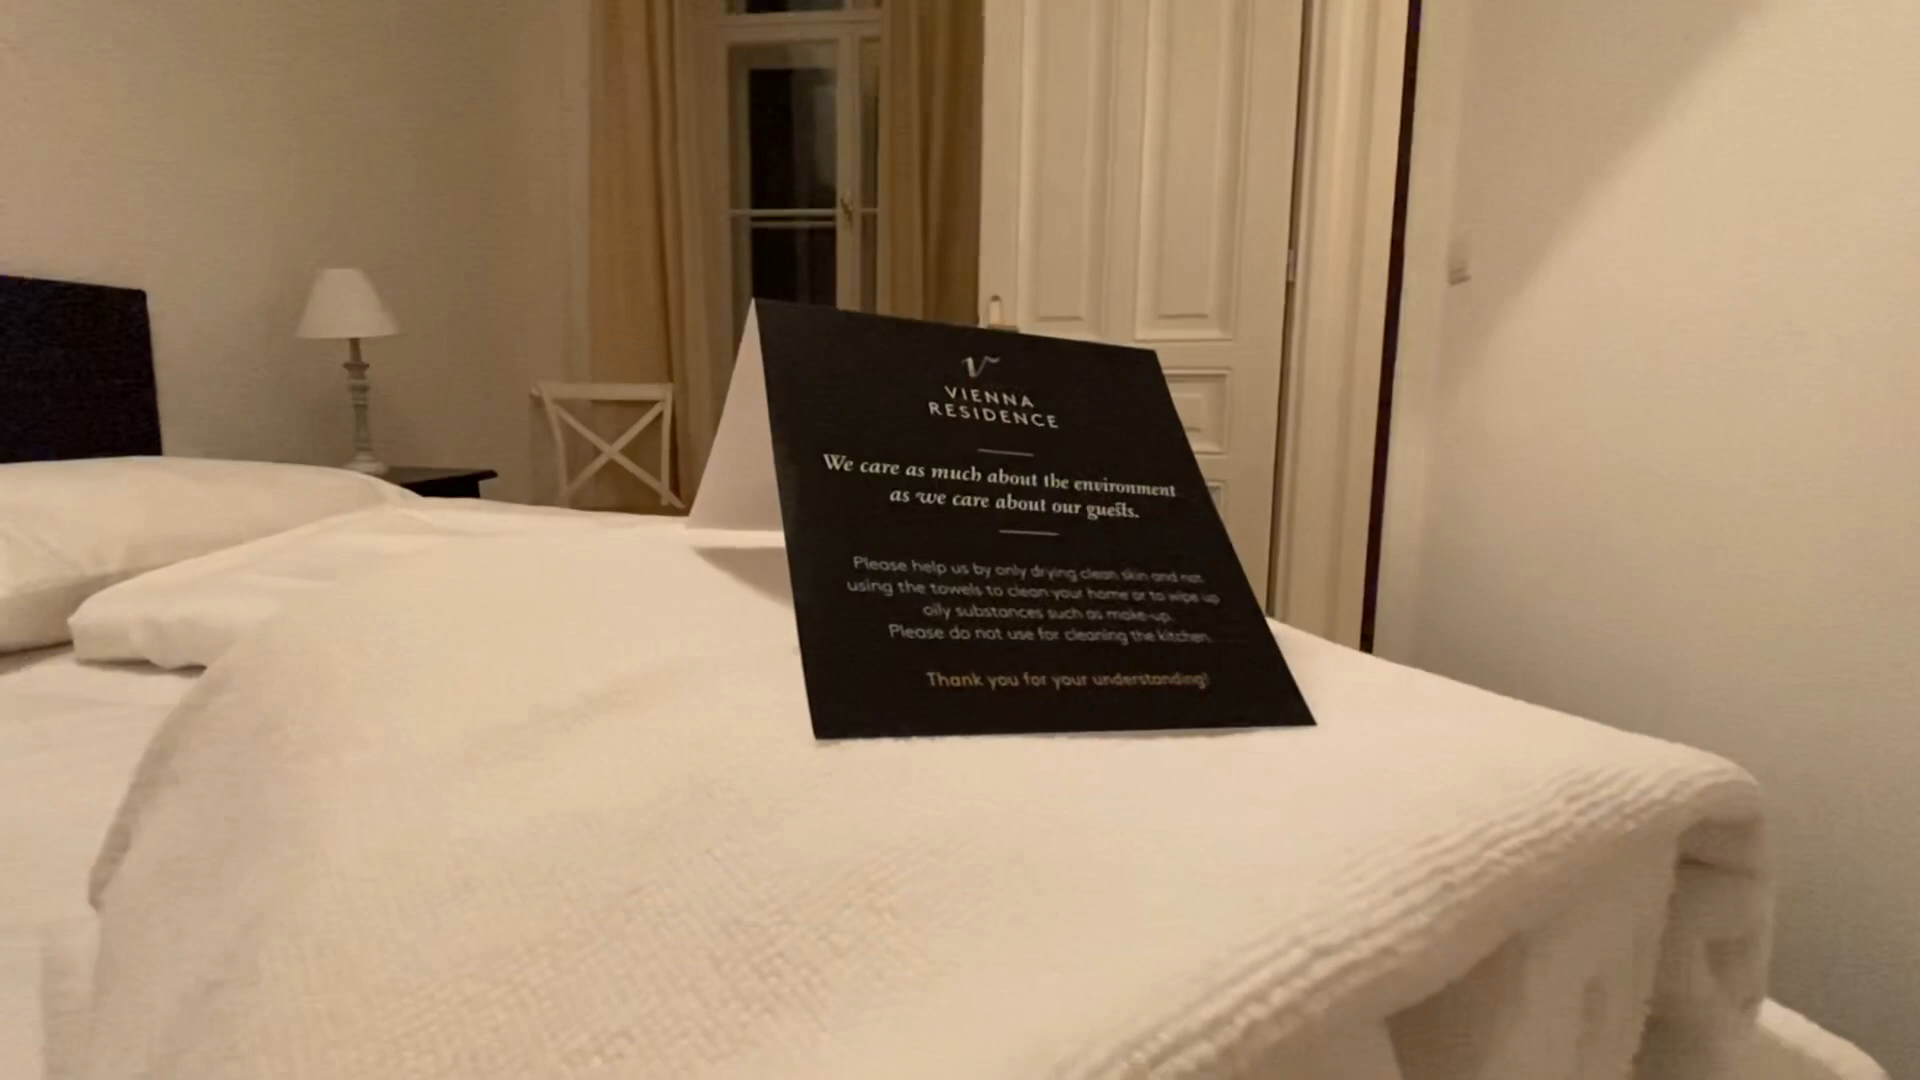 V
VIENNA
RESIDENCE
We care as much about the environment
as we care about our guests.
Please help us by only drying clean skin and not
using the towels to clean your home or to wipe up
oily substances such as make-up.
Please do not use for cleaning the kitchen.
Thank you for your understanding!